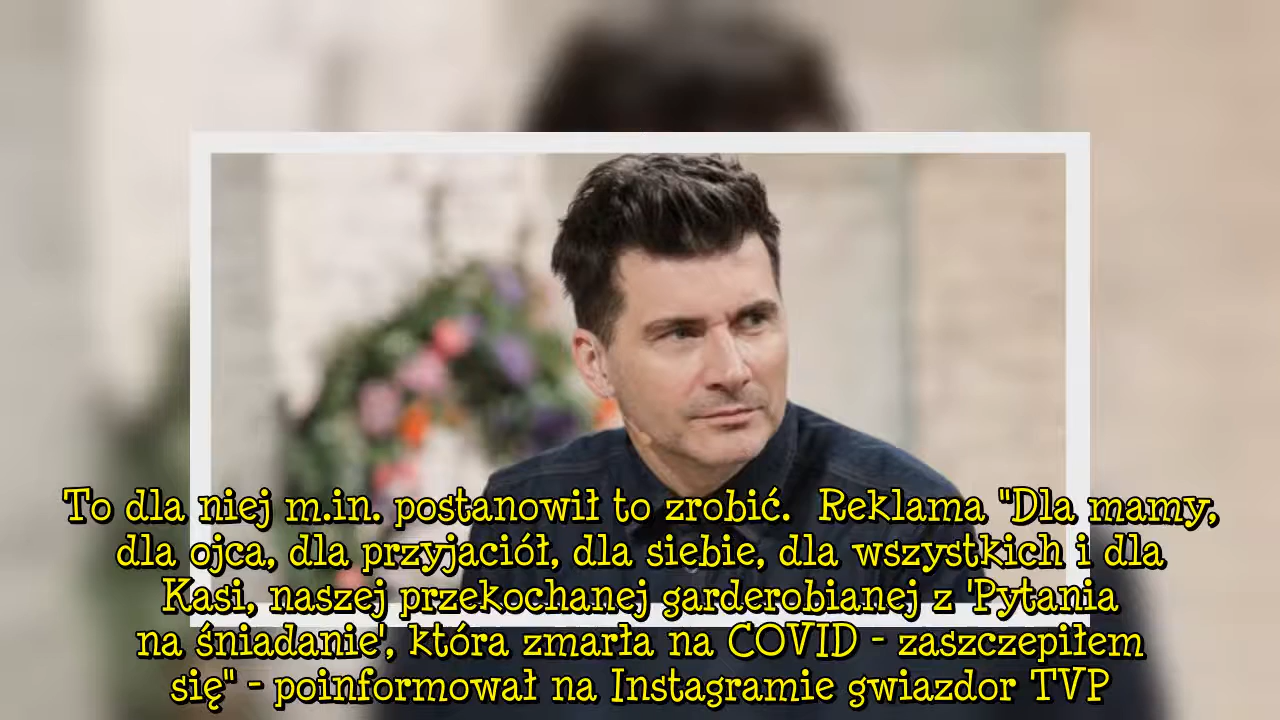 To dla niej m.in. postanowił to zrobić.  Reklama "Dla mamy,
dla ojca, dla przyjaciół, dla siebie, dla wszystkich i dla
Kasi, naszej przekochanej garderobianej z 'Pytania
na śniadanie', która zmarła na COVID - zaszczepiłem
się" - poinformował na Instagramie gwiazdor TVP